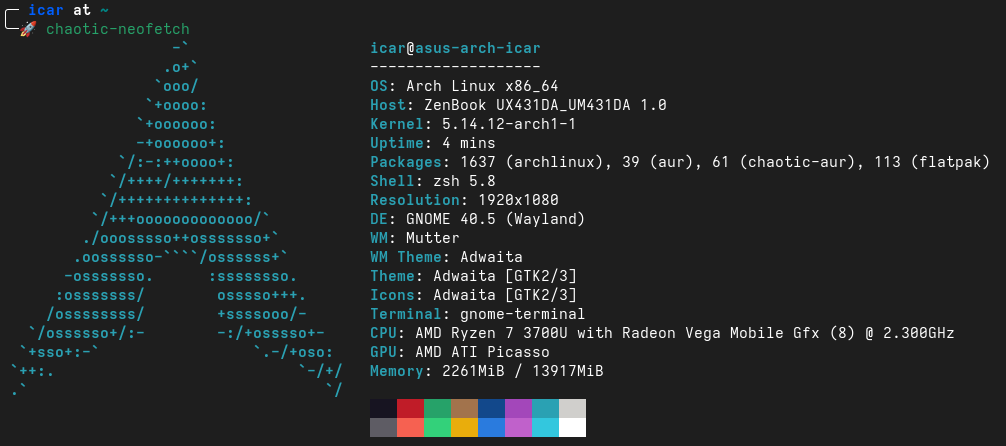 icar at ~
🚀 chaotic-neofetch
                  -`
                 .o+`
                `ooo/
               `+oooo:
              `+oooooo:
              -+oooooo+:
            `/:-:++oooo+:
           `/++++/+++++++:
          `/++++++++++++++:
         `/+++ooooooooooooo/`
        ./ooosssso++osssssso+`
       .oossssso-````/ossssss+`
      -osssssso.      :ssssssso.
     :osssssss/        osssso+++.
    /ossssssss/        +ssssooo/-
  `/ossssso+/:-        -:/+osssso+-
 `+sso+:-`                 `.-/+oso:
`++:.                           `-/+/
.`                                 `/
icar@asus-arch-icar
-------------------
OS: Arch Linux x86_64
Host: ZenBook UX431DA_UM431DA 1.0
Kernel: 5.14.12-arch1-1
Uptime: 4 mins
Packages: 1637 (archlinux), 39 (aur), 61 (chaotic-aur), 113 (flatpak)
Shell: zsh 5.8
Resolution: 1920x1080
DE: GNOME 40.5 (Wayland)
WM: Mutter
WM Theme: Adwaita
Theme: Adwaita [GTK2/3]
Icons: Adwaita [GTK2/3]
Terminal: gnome-terminal
CPU: AMD Ryzen 7 3700U with Radeon Vega Mobile Gfx (8) @ 2.300GHz
GPU: AMD ATI Picasso
Memory: 2261MiB / 13917MiB